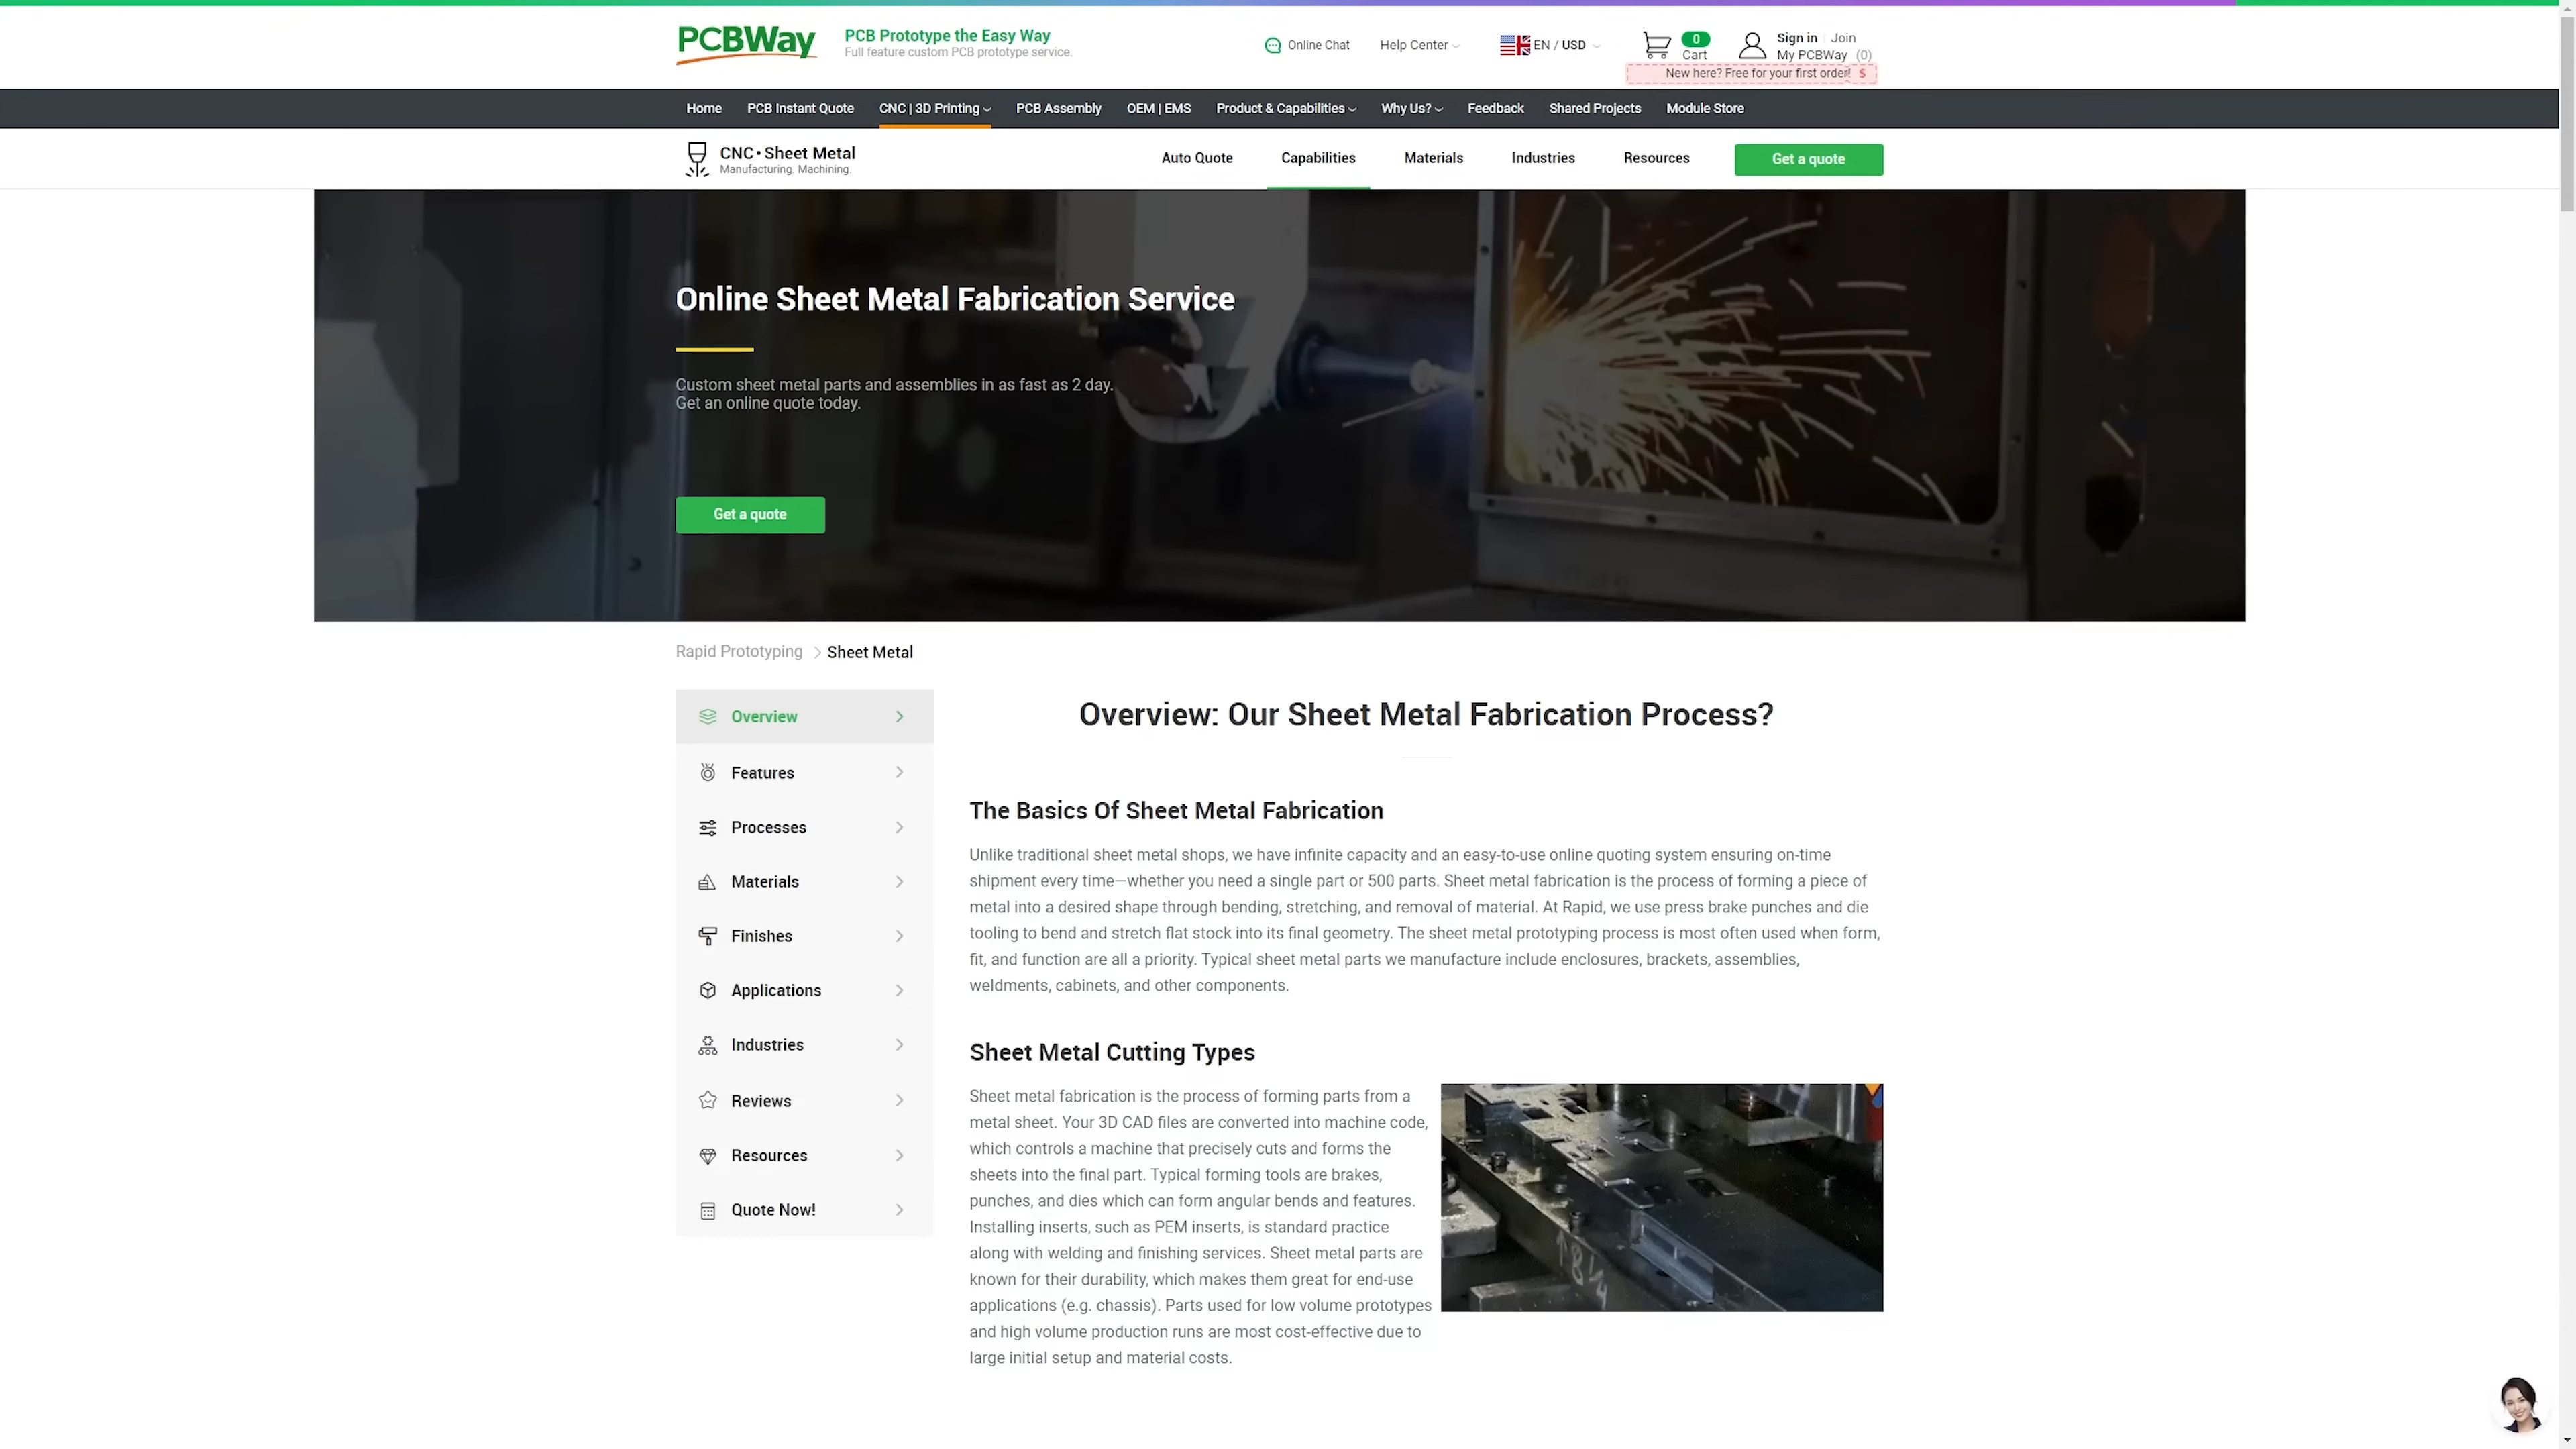 PCBWay
PCB Prototype the Easy Way
Full feature custom PCB prototype service.
Online Chat
Help Center
EN / USD
0
Cart
Sign in
Join
My PCBWay (0)
New here? Free for your first order! $
Home
PCB Instant Quote
CNC | 3D Printing
PCB Assembly
OEM | EMS
Product & Capabilities
Why Us?
Feedback
Shared Projects
Module Store
CNC•Sheet Metal
Manufacturing. Machining.
Auto Quote
Capabilities
Materials
Industries
Resources
Get a quote
Online Sheet Metal Fabrication Service
Custom sheet metal parts and assemblies in as fast as 2 day.
Get an online quote today.
Get a quote
Rapid Prototyping
Sheet Metal
Overview
Features
Processes
Materials
Finishes
Applications
Industries
Reviews
Resources
Quote Now!
Overview: Our Sheet Metal Fabrication Process?
The Basics Of Sheet Metal Fabrication
Unlike traditional sheet metal shops, we have infinite capacity and an easy-to-use online quoting system ensuring on-time
shipment every time—whether you need a single part or 500 parts. Sheet metal fabrication is the process of forming a piece of
metal into a desired shape through bending, stretching, and removal of material. At Rapid, we use press brake punches and die
tooling to bend and stretch flat stock into its final geometry. The sheet metal prototyping process is most often used when form,
fit, and function are all a priority. Typical sheet metal parts we manufacture include enclosures, brackets, assemblies,
weldments, cabinets, and other components.
Sheet Metal Cutting Types
Sheet metal fabrication is the process of forming parts from a
metal sheet. Your 3D CAD files are converted into machine code,
which controls a machine that precisely cuts and forms the
sheets into the final part. Typical forming tools are brakes,
punches, and dies which can form angular bends and features.
Installing inserts, such as PEM inserts, is standard practice
along with welding and finishing services. Sheet metal parts are
known for their durability, which makes them great for end-use
applications (e.g. chassis). Parts used for low volume prototypes
and high volume production runs are most cost-effective due to
large initial setup and material costs.